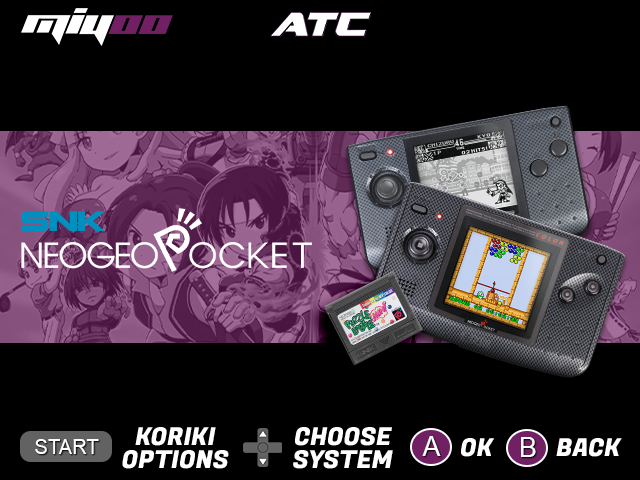 miyoo
ATC
SNK
NEOGEO POCKET
START
KORIKI
OPTIONS
CHOOSE
SYSTEM
A OK
B BACK